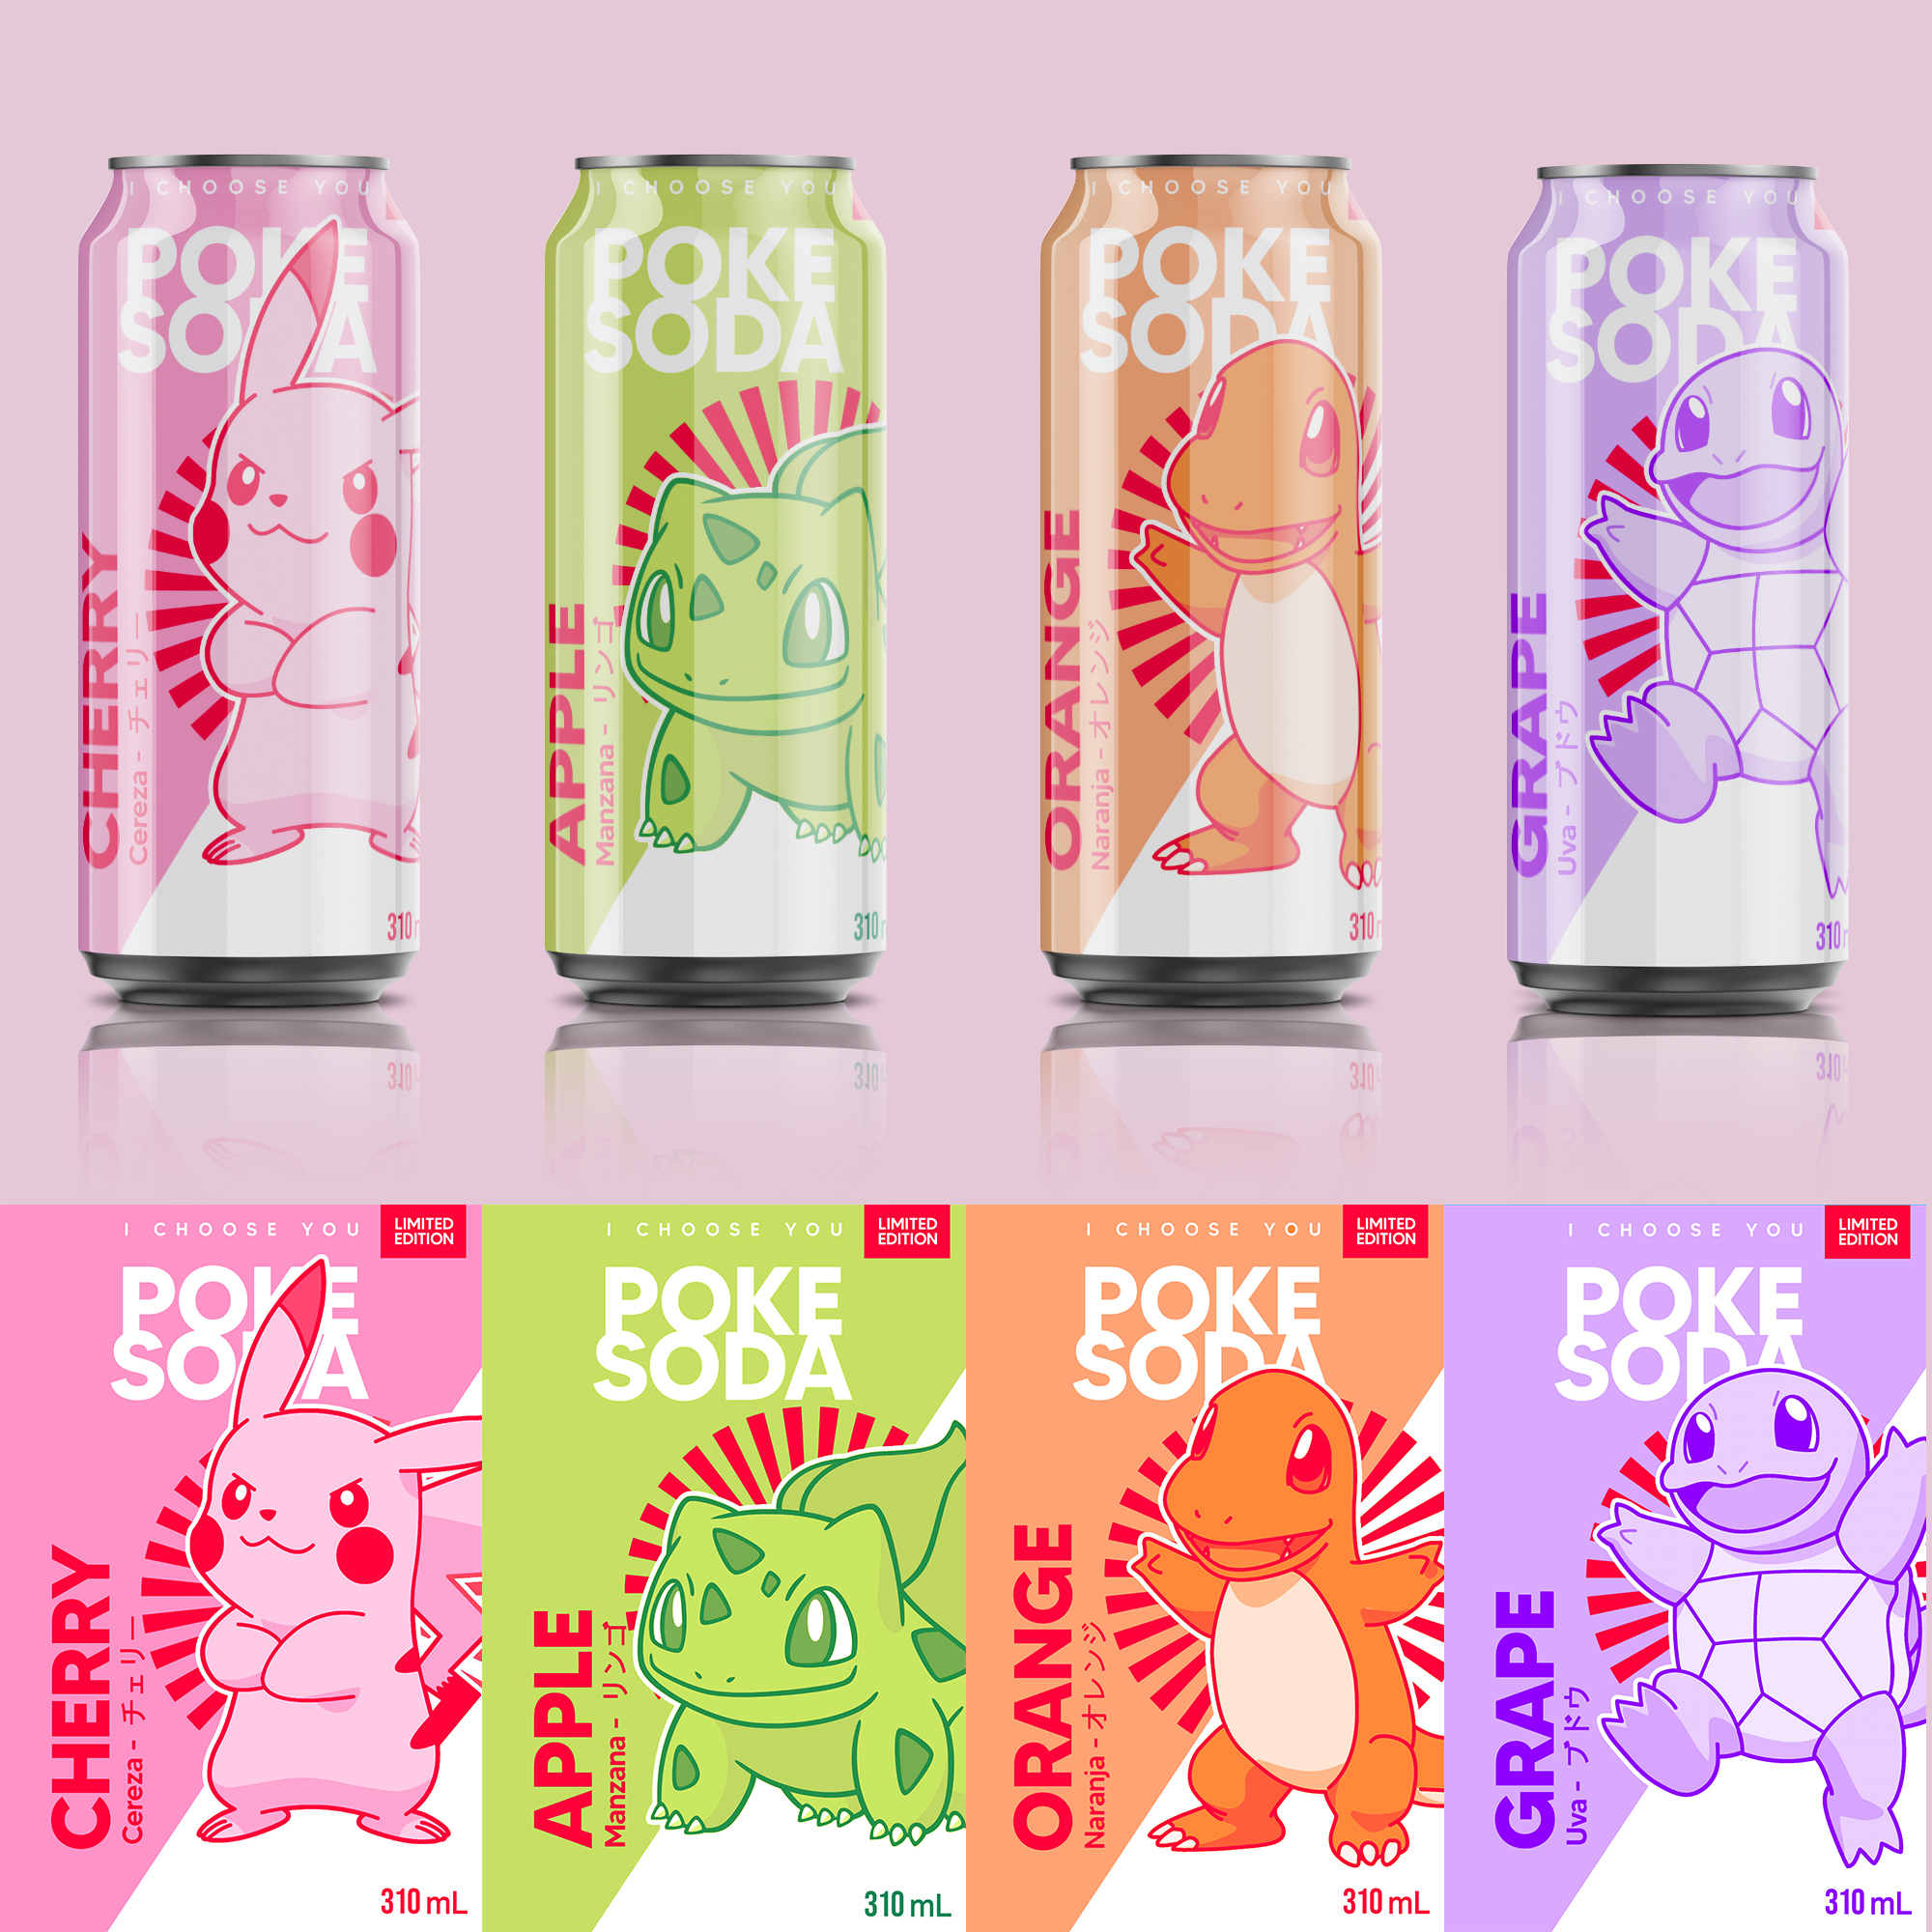 I CHOOSE YOU
POKE
SODA
CHERRY
Cereza - チェリー
310
I CHOOSE YOU
POKE
SODA
APPLE
Manzana - リンゴ
310
I CHOOSE YOU
POKE
SODA
ORANGE
Naranja - オレンジ
310
I CHOOSE YOU
POKE
SODA
GRAPE
Uva - ブドウ
310
I CHOOSE YOU
LIMITED
EDITION
POKE
SODA
CHERRY
Cereza - チェリー
310 mL
I CHOOSE YOU
LIMITED
EDITION
POKE
SODA
APPLE
Manzana - リンゴ
310 mL
I CHOOSE YOU
LIMITED
EDITION
POKE
SODA
ORANGE
Naranja - オレンジ
310 mL
I CHOOSE YOU
LIMITED
EDITION
POKE
SODA
GRAPE
Uva - ブドウ
310 mL